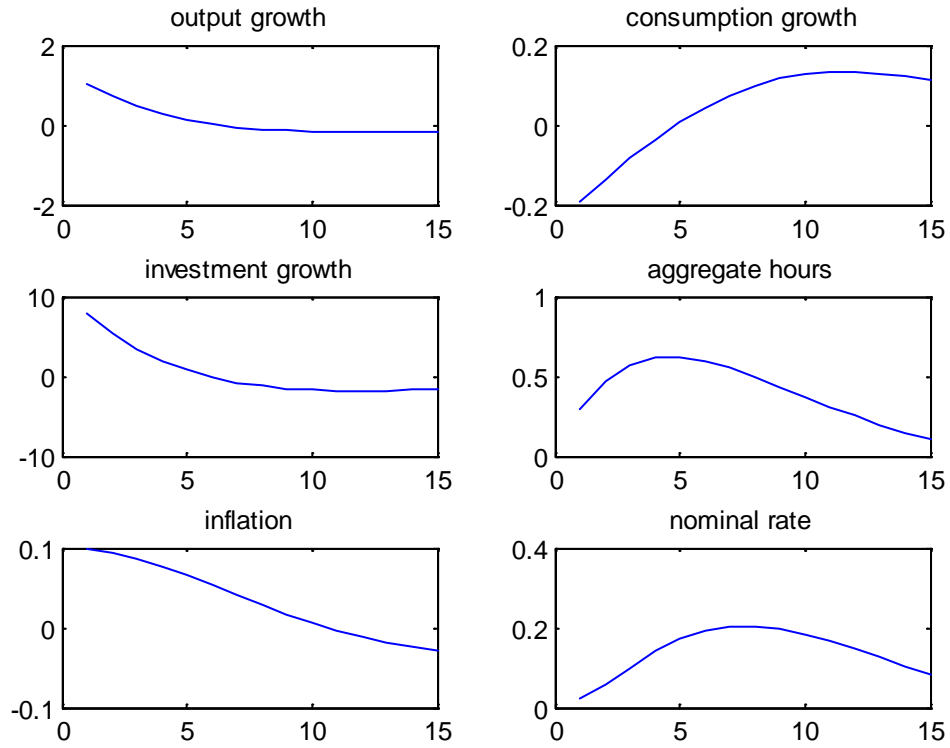 output growth
2
0
-2
0 5 10 15
consumption growth
0.2
0
-0.2
0 5 10 15
investment growth
10
0
-10
0 5 10 15
aggregate hours
1
0.5
0
0 5 10 15
inflation
0.1
0
-0.1
0 5 10 15
nominal rate
0.4
0.2
0
0 5 10 15